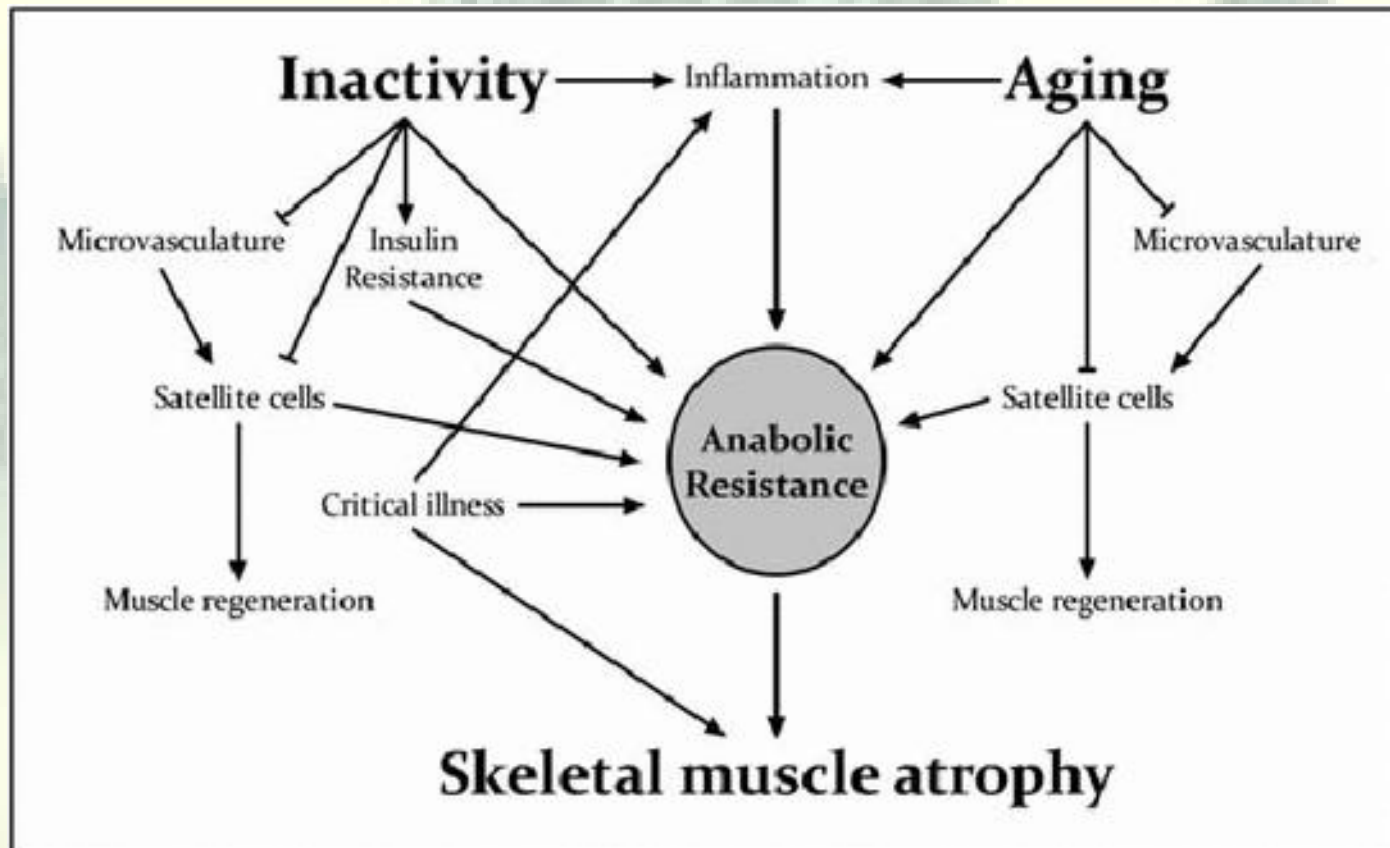 Inactivity
Inflammation
Aging
Microvasculature
Insulin
Resistance
Microvasculature
Satellite cells
Satellite cells
Anabolic
Resistance
Critical illness
Muscle regeneration
Muscle regeneration
Skeletal muscle atrophy